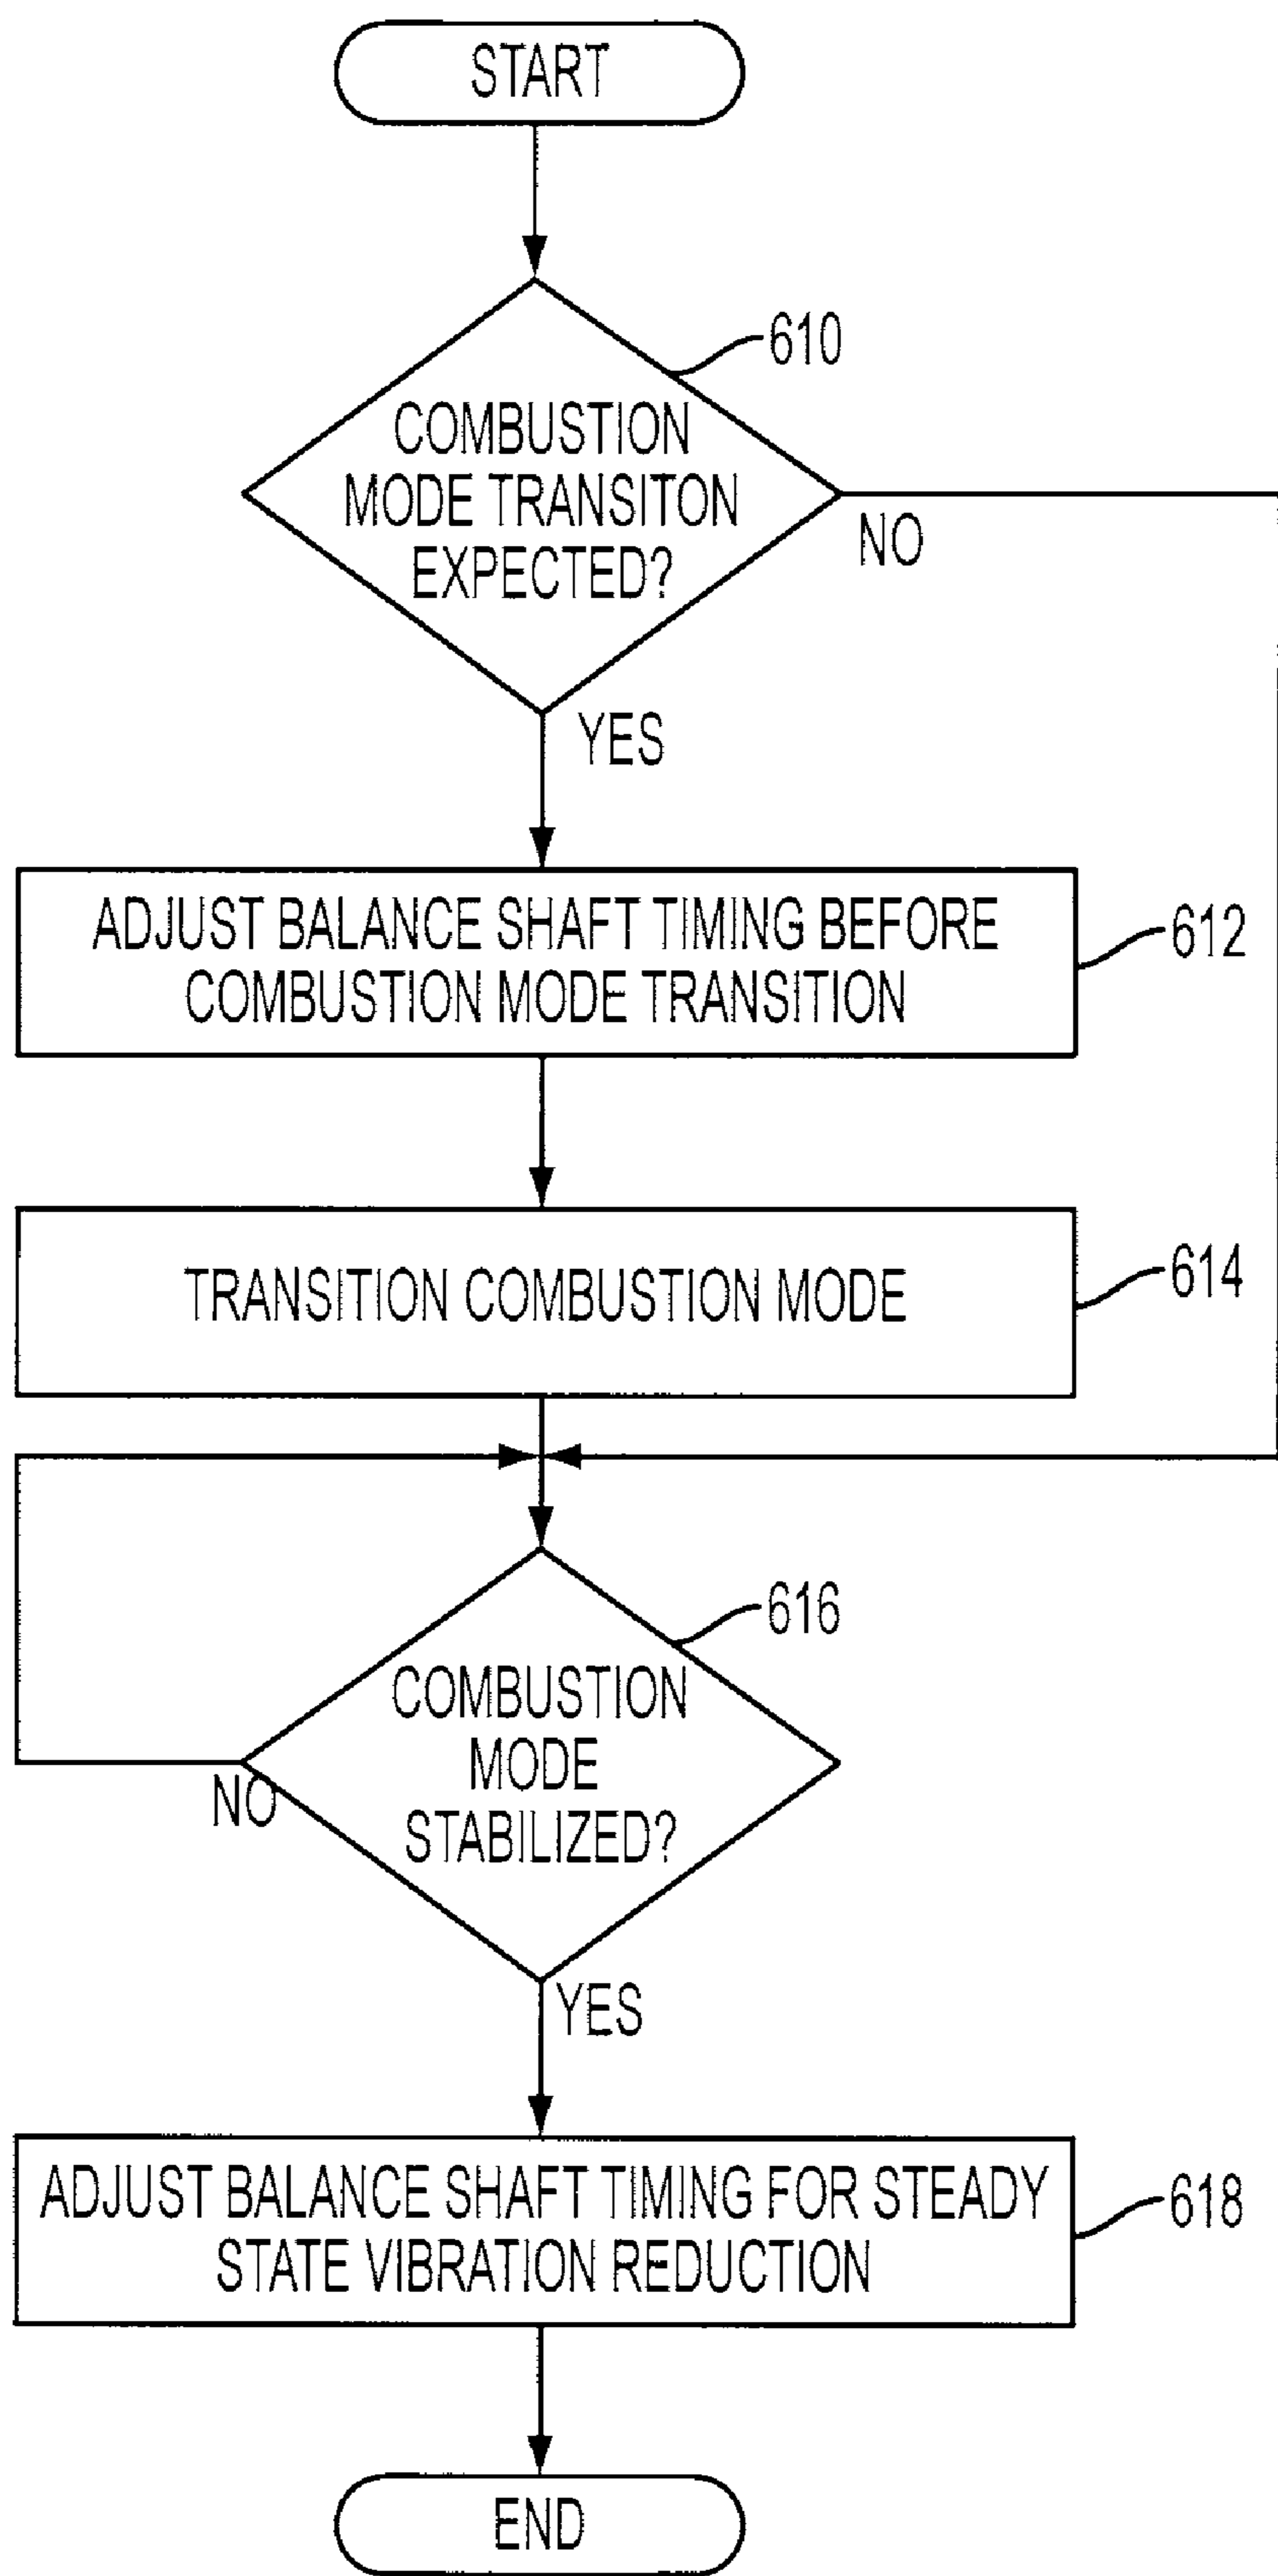 START
610
COMBUSTION
MODE TRANSITON
EXPECTED?
NO
YES
ADJUST BALANCE SHAFT TIMING BEFORE
COMBUSTION MODE TRANSITION
612
TRANSITION COMBUSTION MODE
614
616
COMBUSTION
MODE
STABILIZED?
NO
YES
ADJUST BALANCE SHAFT TIMING FOR STEADY
STATE VIBRATION REDUCTION
618
END